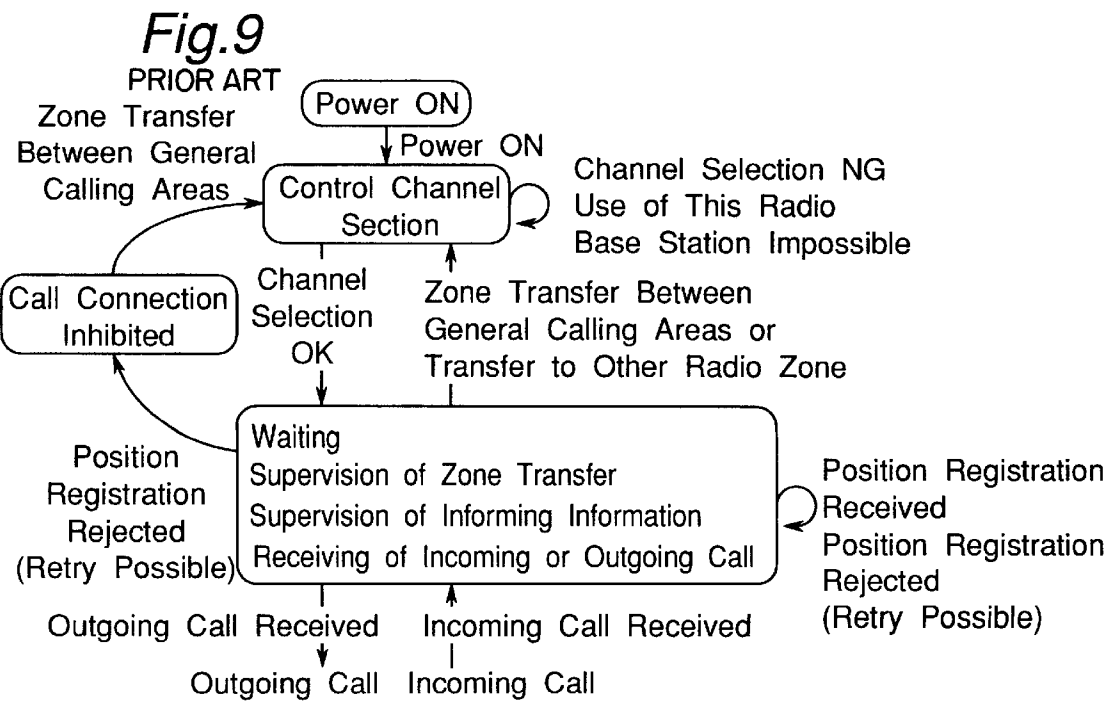 Fig.9
PRIOR ART
Zone Transfer
Between General
Calling Areas
Power ON
Power ON
Control Channel
Section
Channel Selection NG
Use of This Radio
Base Station Impossible
Call Connection
Inhibited
Channel
Selection
OK
Zone Transfer Between
General Calling Areas or
Transfer to Other Radio Zone
Position
Registration
Rejected
(Retry Possible)
Waiting
Supervision of Zone Transfer
Supervision of Informing Information
Receiving of Incoming or Outgoing Call
Position Registration
Received
Position Registration
Rejected
(Retry Possible)
Outgoing Call Received
Incoming Call Received
Outgoing Call
Incoming Call